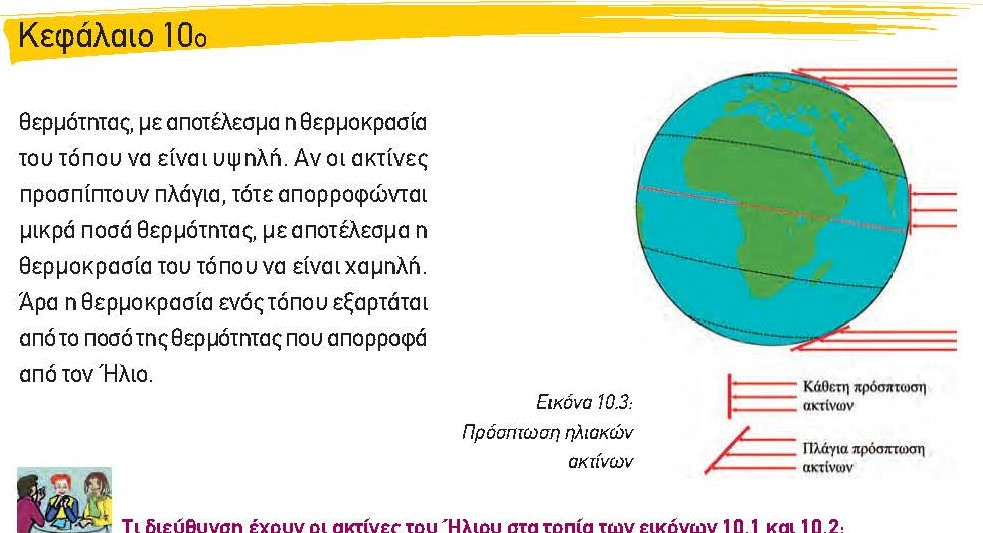 Κεφάλαιο 10ο
θερμότητας, με αποτέλεσμα η θερμοκρασία
του τόπου να είναι υψηλή. Αν οι ακτίνες
προσπίπτουν πλάγια, τότε απορροφώνται
μικρά ποσά θερμότητας, με αποτέλεσμα η
θερμοκρασία του τόπου να είναι χαμηλή.
Άρα η θερμοκρασία ενός τόπου εξαρτάται
από το ποσό της θερμότητας που απορροφά
από τον Ήλιο.
Εικόνα 10.3:
Πρόσπτωση ηλιακών
ακτίνων
Κάθετη πρόσπτωση
ακτίνων
Πλάγια πρόσπτωση
ακτίνων
Τι διεύθυνση έχουν οι ακτίνες του Ήλιου στα τοπία των εικόνων 10.1 και 10.2;